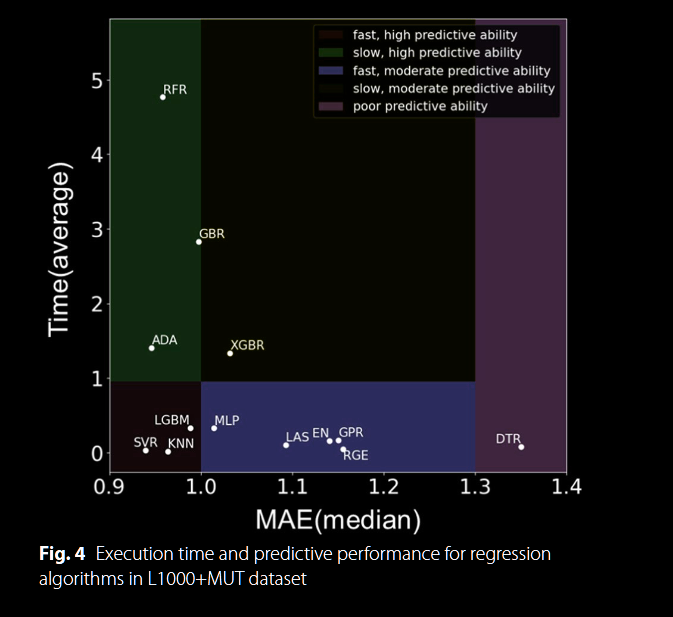 fast, high predictive ability
slow, high predictive ability
fast, moderate predictive ability
slow, moderate predictive ability
poor predictive ability
5
4
3
2
1
0
Time(average)
RFR
GBR
ADA
XGBR
LGBM
MLP
SVR
KNN
LAS
EN
GPR
RGE
DTR
0.9 1.0 1.1 1.2 1.3 1.4
MAE(median)
Fig. 4 Execution time and predictive performance for regression
algorithms in L1000+MUT dataset